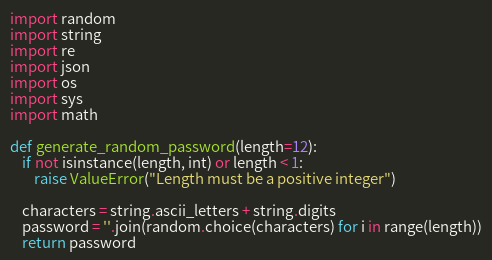 import random
import string
import re
import json
import os
import sys
import math

def generate_random_password(length=12):
    if not isinstance(length, int) or length < 1:
        raise ValueError("Length must be a positive integer")

    characters = string.ascii_letters + string.digits
    password = ''.join(random.choice(characters) for i in range(length))
    return password